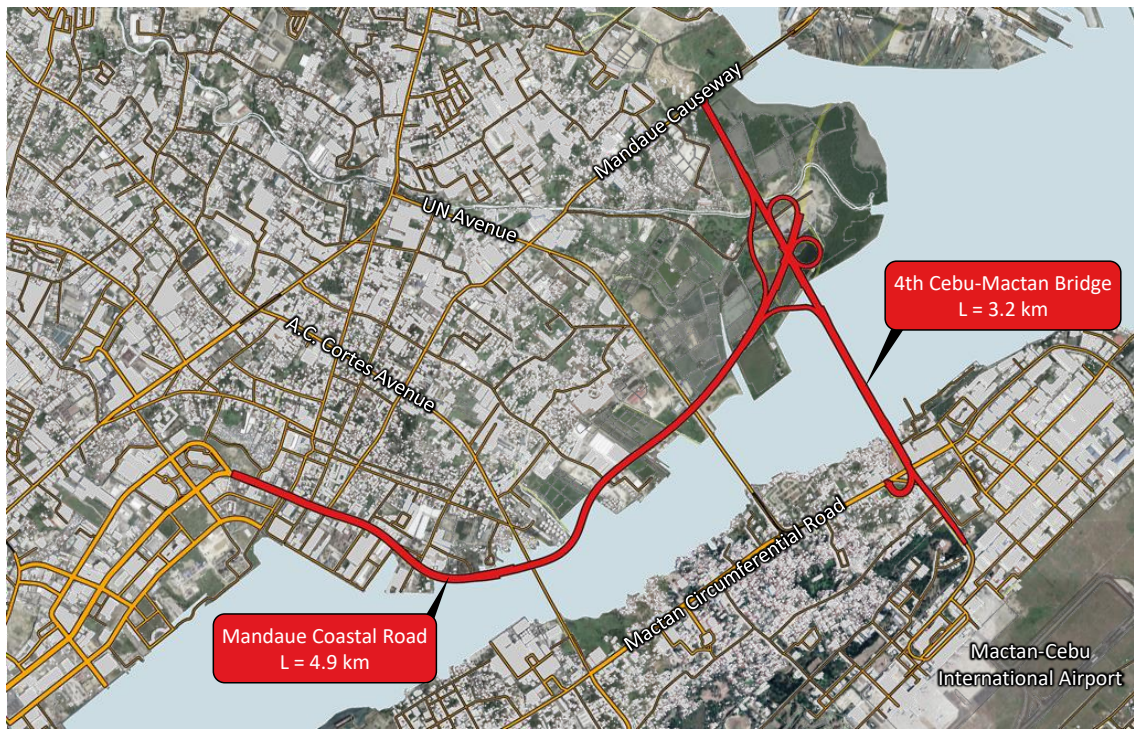 Mandaue Causeway
UN Avenue
4th Cebu-Mactan Bridge
L = 3.2 km
A.C. Cortes Avenue
Mactan Circumferential Road
Mandaue Coastal Road
L = 4.9 km
Mactan-Cebu
International Airport